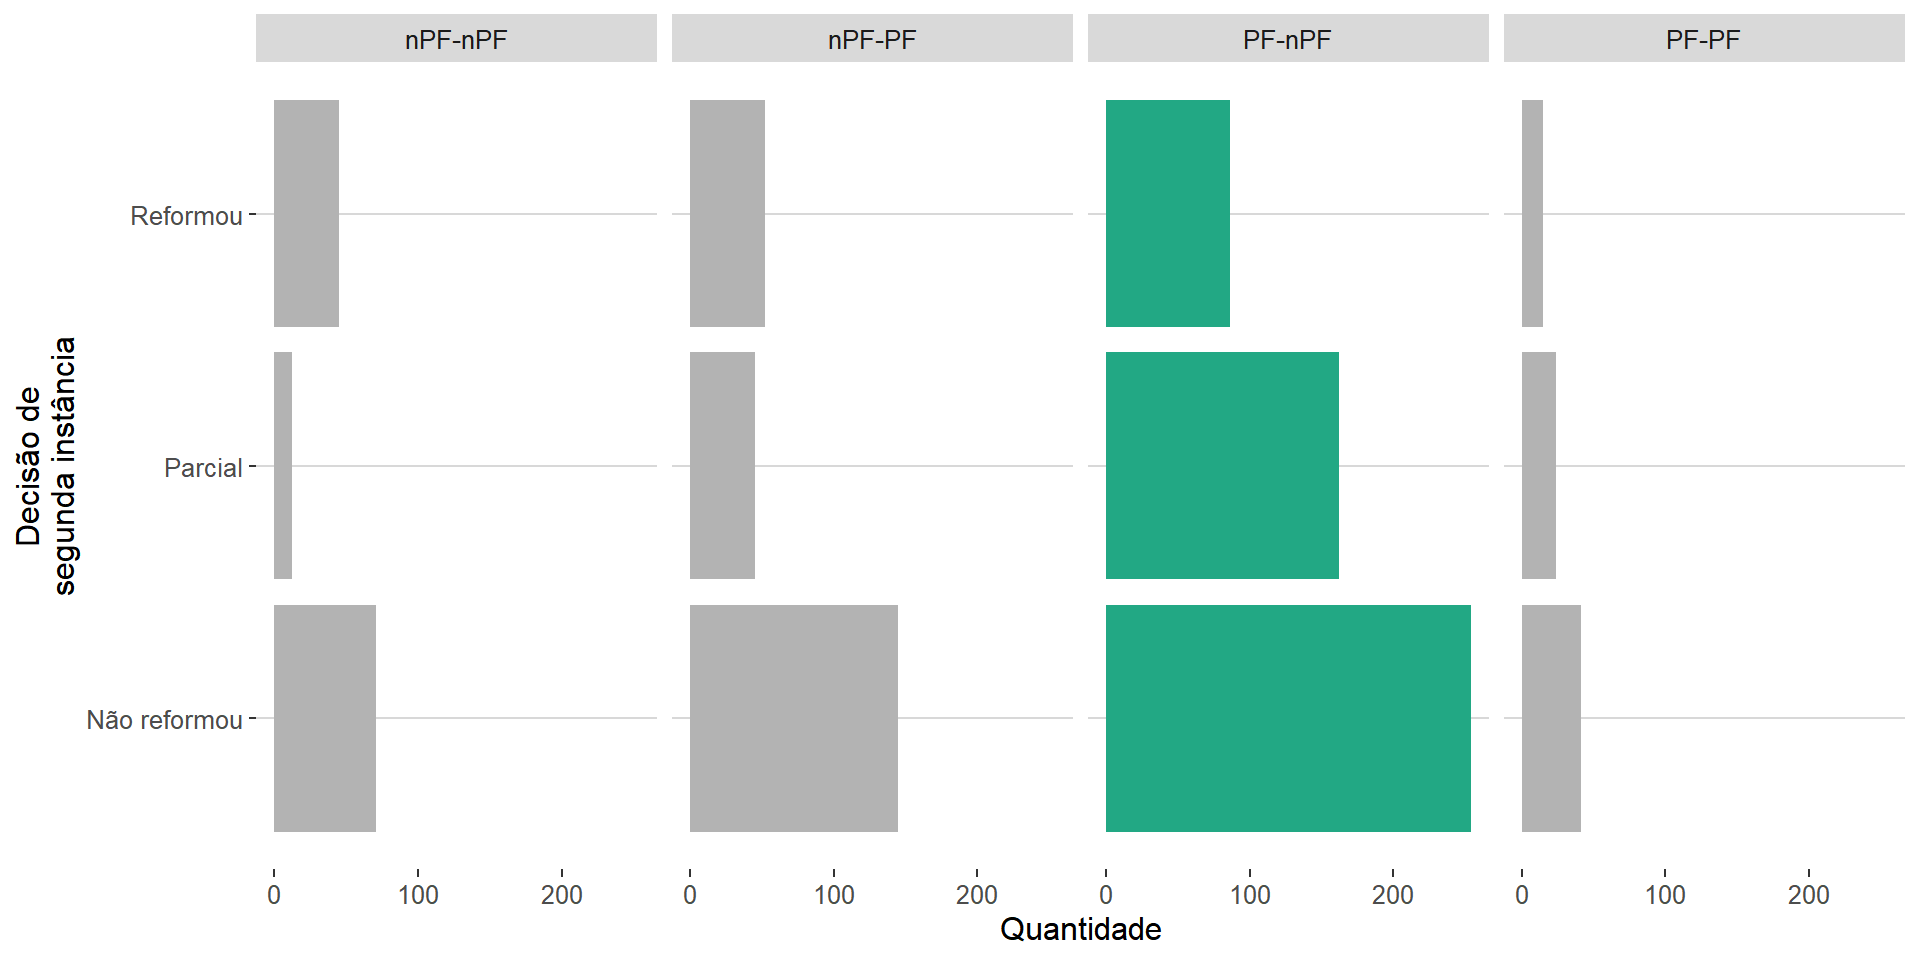 nPF-nPF
nPF-PF
PF-nPF
PF-PF
Decisão de
segunda instância
Reformou
Parcial
Não reformou
0 100 200
0 100 200
0 100 200
0 100 200
Quantidade